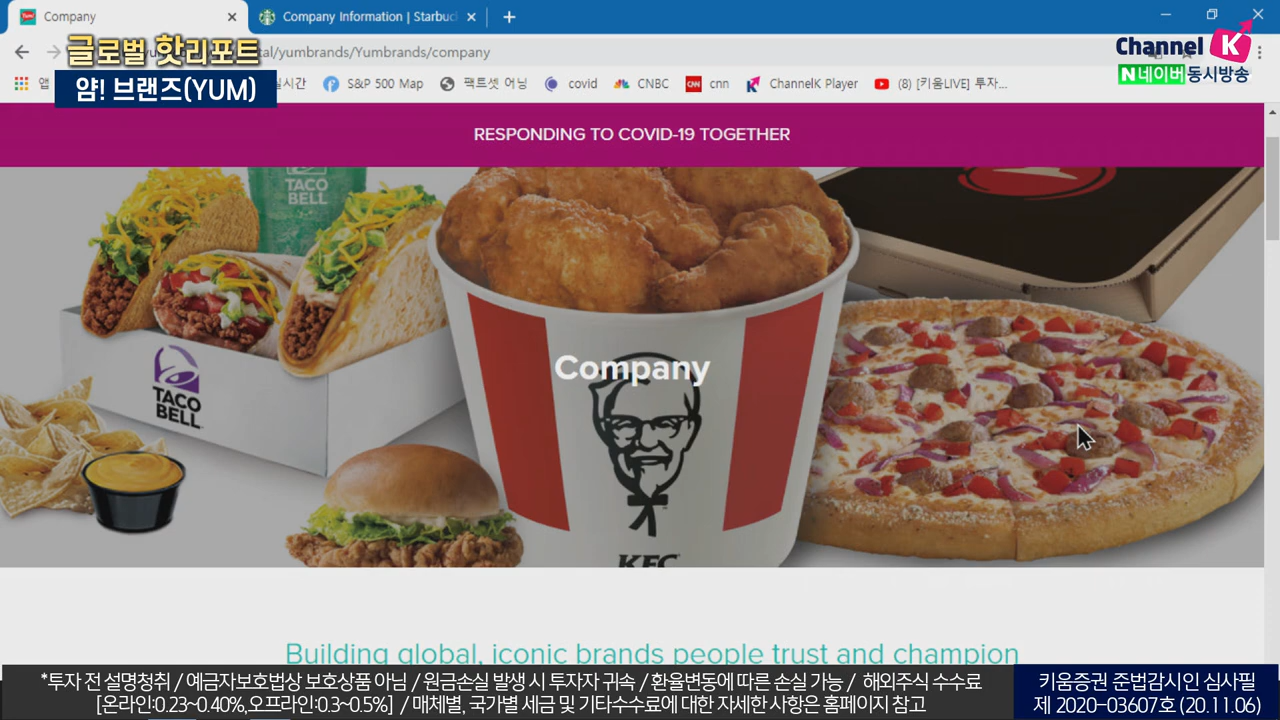 Company
Company Information | Starbuc
글로벌 핫리포트
tal/yumbrands/Yumbrands/company
Channel K
N네이버 동시방송
얌! 브랜즈(YUM)
앱
실시간
S&P 500 Map
팩트셋 어닝
covid
CNBC
cnn
ChannelK Player
(8) [키움LIVE] 투자...
RESPONDING TO COVID-19 TOGETHER
TACO
BELL
TACO
BELL
Company
KFC
Building global, iconic brands people trust and champion
*투자 전 설명청취 / 예금자보호법상 보호상품 아님 / 원금손실 발생 시 투자자 귀속 / 환율변동에 따른 손실 가능 / 해외주식 수수료
[온라인:0.23~0.40%,오프라인:0.3~0.5%] / 매체별, 국가별 세금 및 기타수수료에 대한 자세한 사항은 홈페이지 참고
키움증권 준법감시인 심사필
제 2020-03607호 (20.11.06)